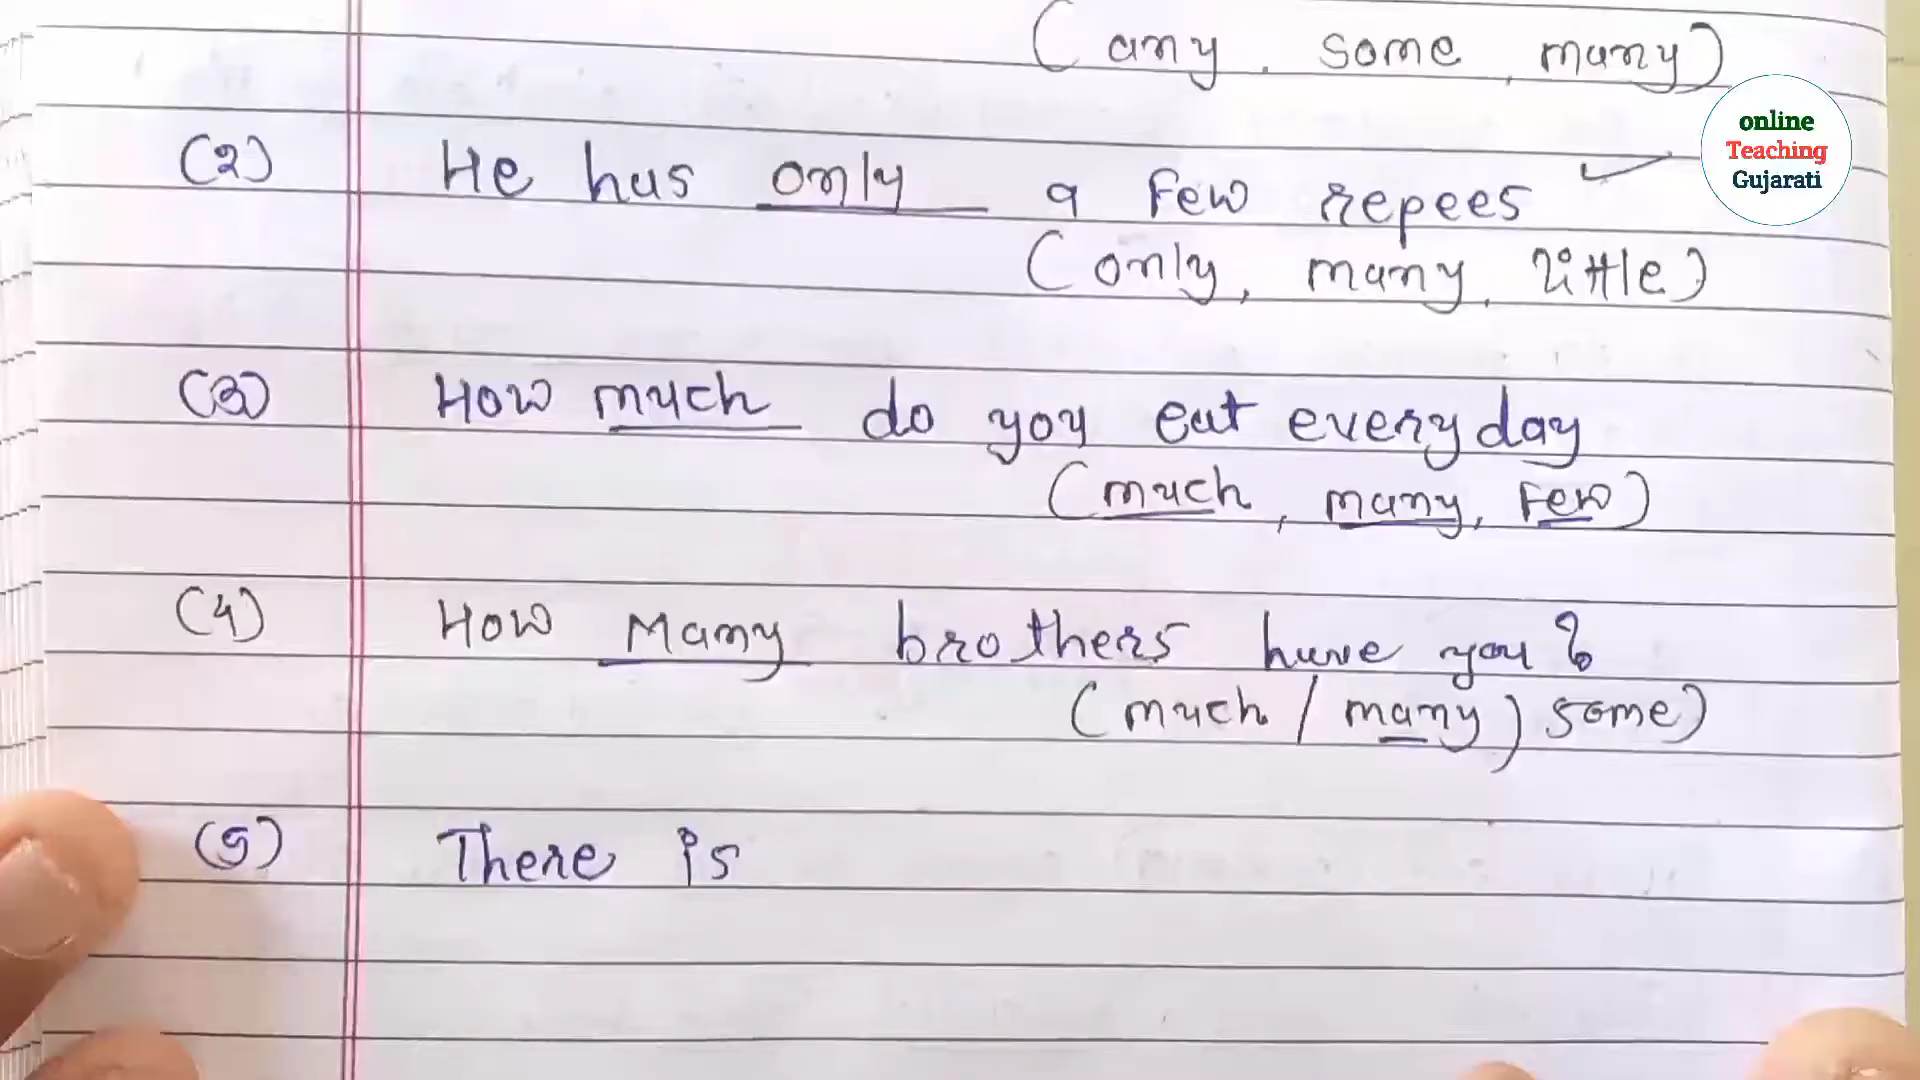 (any, some, many)
online
Teaching
Gujarati
(2) He has only a Few repees
(only, many, little)
(3) How much do you eat everyday
(much, many, Few)
(4) How Many brothers have you?
(much / many) some)
(5) There is